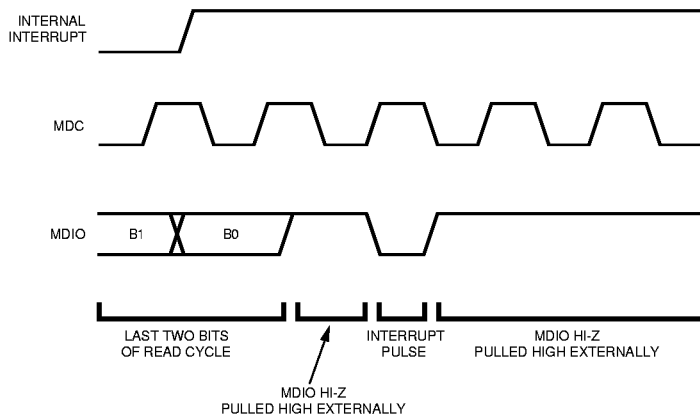 INTERNAL
INTERRUPT
MDC
MDIO
B1
B0
LAST TWO BITS
OF READ CYCLE
INTERRUPT
PULSE
MDIO HI-Z
PULLED HIGH EXTERNALLY
MDIO HI-Z
PULLED HIGH EXTERNALLY